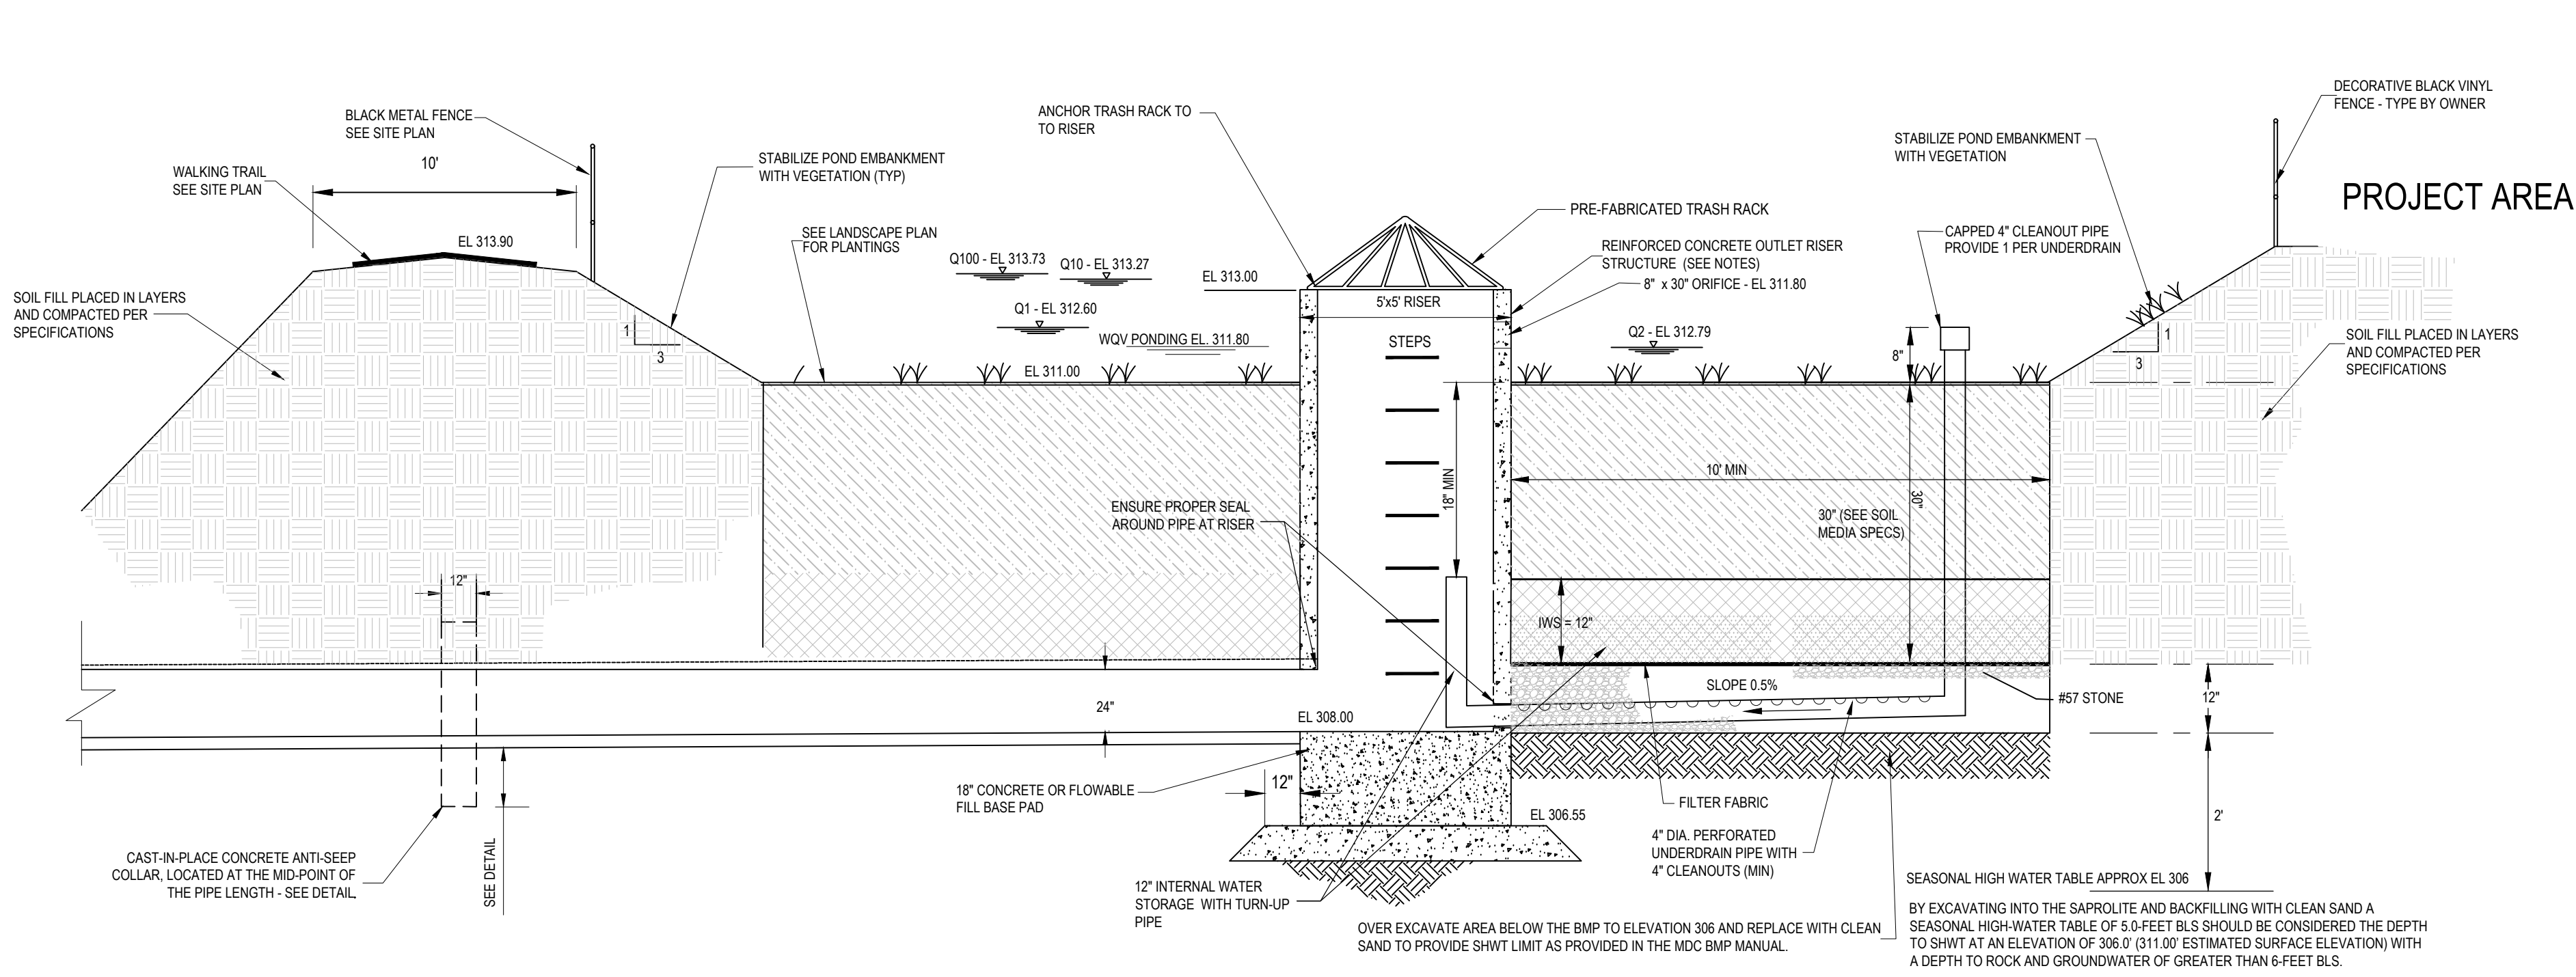 DECORATIVE BLACK VINYL
FENCE - TYPE BY OWNER
BLACK METAL FENCE
SEE SITE PLAN
ANCHOR TRASH RACK TO
TO RISER
STABILIZE POND EMBANKMENT
WITH VEGETATION
10'
STABILIZE POND EMBANKMENT
WITH VEGETATION (TYP)
WALKING TRAIL
SEE SITE PLAN
PROJECT AREA
PRE-FABRICATED TRASH RACK
SEE LANDSCAPE PLAN
FOR PLANTINGS
CAPPED 4" CLEANOUT PIPE
PROVIDE 1 PER UNDERDRAIN
EL 313.90
REINFORCED CONCRETE OUTLET RISER
STRUCTURE (SEE NOTES)
Q100 - EL 313.73
Q10 - EL 313.27
EL 313.00
8" x 30" ORIFICE - EL 311.80
SOIL FILL PLACED IN LAYERS
AND COMPACTED PER
SPECIFICATIONS
5'x5' RISER
Q1 - EL 312.60
1
3
WQV PONDING EL. 311.80
STEPS
Q2 - EL 312.79
8"
1
3
SOIL FILL PLACED IN LAYERS
AND COMPACTED PER
SPECIFICATIONS
EL 311.00
18" MIN
10' MIN
30"
ENSURE PROPER SEAL
AROUND PIPE AT RISER
30" (SEE SOIL
MEDIA SPECS)
12"
IWS = 12"
SLOPE 0.5%
#57 STONE
12"
24"
EL 308.00
18" CONCRETE OR FLOWABLE
FILL BASE PAD
12"
FILTER FABRIC
EL 306.55
2'
4" DIA. PERFORATED
UNDERDRAIN PIPE WITH
4" CLEANOUTS (MIN)
CAST-IN-PLACE CONCRETE ANTI-SEEP
COLLAR, LOCATED AT THE MID-POINT OF
THE PIPE LENGTH - SEE DETAIL
SEE DETAIL
12" INTERNAL WATER
STORAGE WITH TURN-UP
PIPE
SEASONAL HIGH WATER TABLE APPROX EL 306
OVER EXCAVATE AREA BELOW THE BMP TO ELEVATION 306 AND REPLACE WITH CLEAN
SAND TO PROVIDE SHWT LIMIT AS PROVIDED IN THE MDC BMP MANUAL.
BY EXCAVATING INTO THE SAPROLITE AND BACKFILLING WITH CLEAN SAND A
SEASONAL HIGH-WATER TABLE OF 5.0-FEET BLS SHOULD BE CONSIDERED THE DEPTH
TO SHWT AT AN ELEVATION OF 306.0' (311.00' ESTIMATED SURFACE ELEVATION) WITH
A DEPTH TO ROCK AND GROUNDWATER OF GREATER THAN 6-FEET BLS.